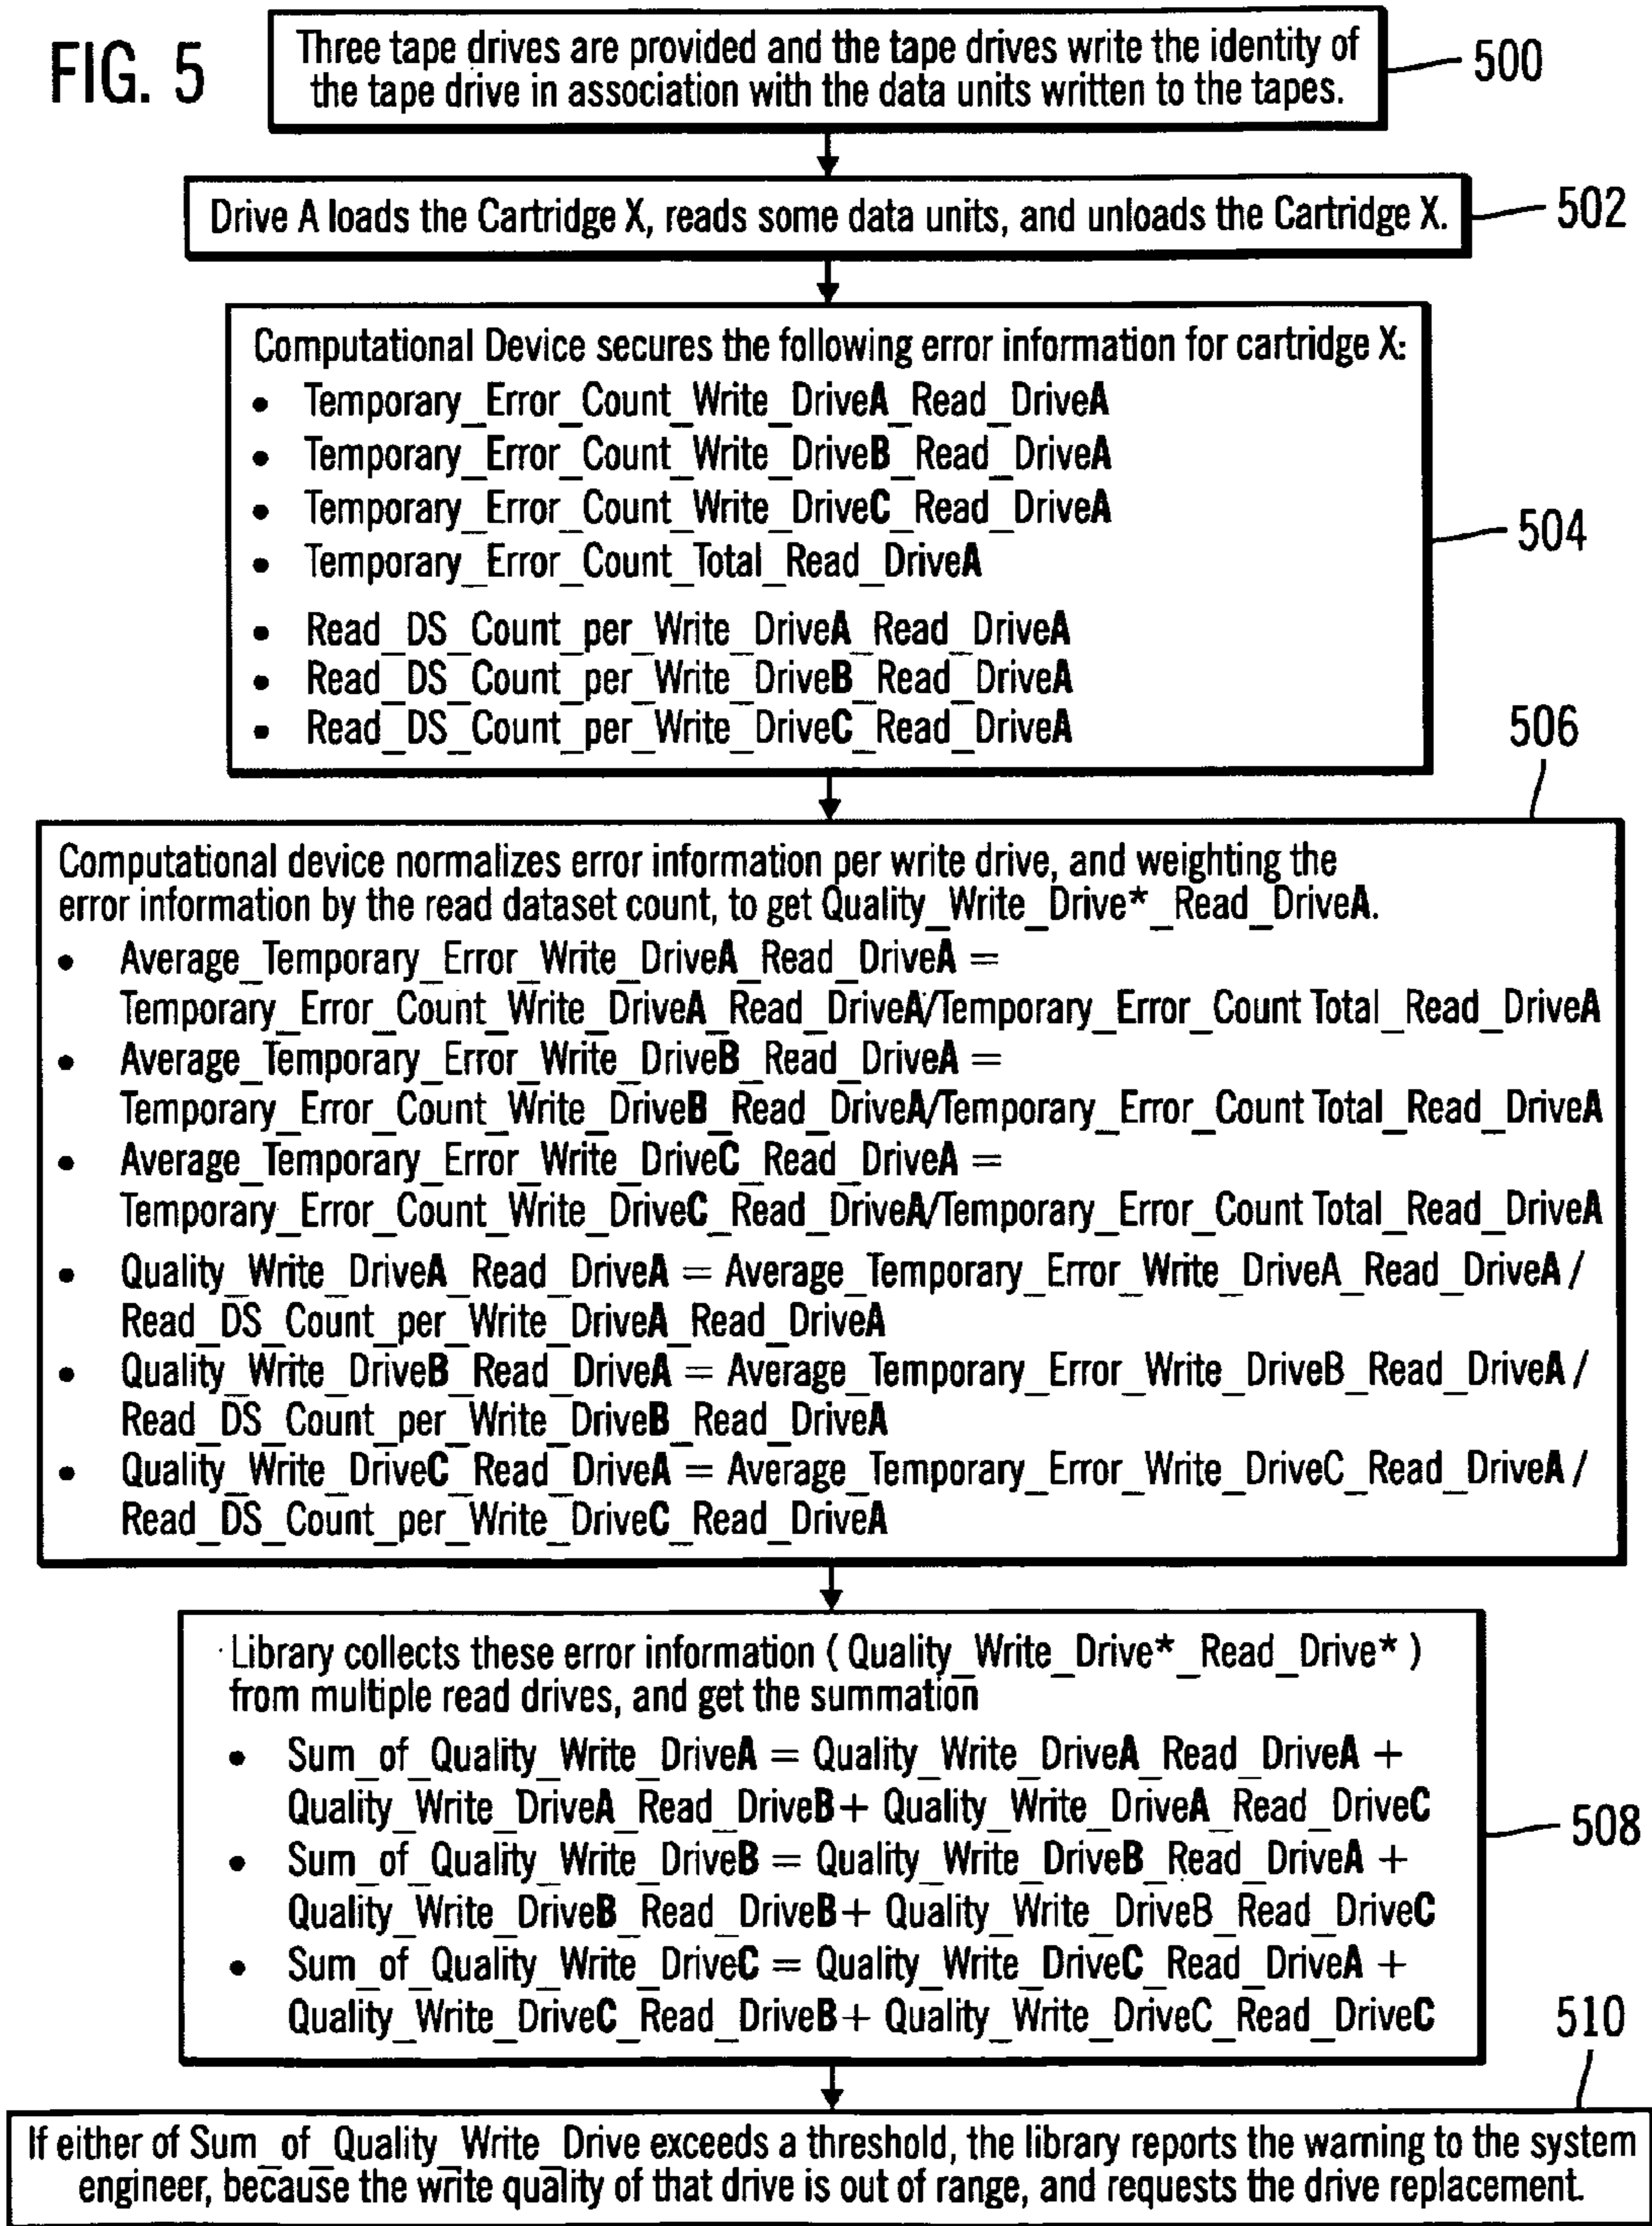 FIG. 5
Three tape drives are provided and the tape drives write the identity of
the tape drive in association with the data units written to the tapes.
500
Drive A loads the Cartridge X, reads some data units, and unloads the Cartridge X.
502
Computational Device secures the following error information for cartridge X:
• Temporary_Error_Count_Write_DriveA_Read_DriveA
• Temporary_Error_Count_Write_DriveB_Read_DriveA
• Temporary_Error_Count_Write_DriveC_Read_DriveA
• Temporary_Error_Count_Total_Read_DriveA
• Read_DS_Count_per_Write_DriveA_Read_DriveA
• Read_DS_Count_per_Write_DriveB_Read_DriveA
• Read_DS_Count_per_Write_DriveC_Read_DriveA
504
506
Computational device normalizes error information per write drive, and weighting the
error information by the read dataset count, to get Quality_Write_Drive*_Read_DriveA.
• Average_Temporary_Error_Write_DriveA_Read_DriveA =
Temporary_Error_Count_Write_DriveA_Read_DriveA/Temporary_Error_Count Total_Read_DriveA
• Average_Temporary_Error_Write_DriveB_Read_DriveA =
Temporary_Error_Count_Write_DriveB_Read_DriveA/Temporary_Error_Count Total_Read_DriveA
• Average_Temporary_Error_Write_DriveC_Read_DriveA =
Temporary_Error_Count_Write_DriveC_Read_DriveA/Temporary_Error_Count Total_Read_DriveA
• Quality_Write_DriveA_Read_DriveA = Average_Temporary_Error_Write_DriveA_Read_DriveA /
Read_DS_Count_per_Write_DriveA_Read_DriveA
• Quality_Write_DriveB_Read_DriveA = Average_Temporary_Error_Write_DriveB_Read_DriveA /
Read_DS_Count_per_Write_DriveB_Read_DriveA
• Quality_Write_DriveC_Read_DriveA = Average_Temporary_Error_Write_DriveC_Read_DriveA /
Read_DS_Count_per_Write_DriveC_Read_DriveA
Library collects these error information ( Quality_Write_Drive*_Read_Drive* )
from multiple read drives, and get the summation
• Sum_of_Quality_Write_DriveA = Quality_Write_DriveA_Read_DriveA +
Quality_Write_DriveA_Read_DriveB + Quality_Write_DriveA_Read_DriveC
• Sum_of_Quality_Write_DriveB = Quality_Write_DriveB_Read_DriveA +
Quality_Write_DriveB_Read_DriveB + Quality_Write_DriveB_Read_DriveC
• Sum_of_Quality_Write_DriveC = Quality_Write_DriveC_Read_DriveA +
Quality_Write_DriveC_Read_DriveB + Quality_Write_DriveC_Read_DriveC
508
510
If either of Sum_of_Quality_Write_Drive exceeds a threshold, the library reports the warning to the system
engineer, because the write quality of that drive is out of range, and requests the drive replacement.